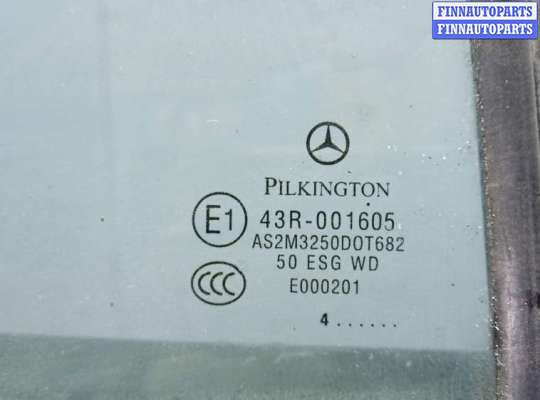 FINNAUTOPARTS
FINNAUTOPARTS
PILKINGTON
E1 43R-001605
AS2M3250DOT682
50 ESG WD
CCC E000201
4 ......